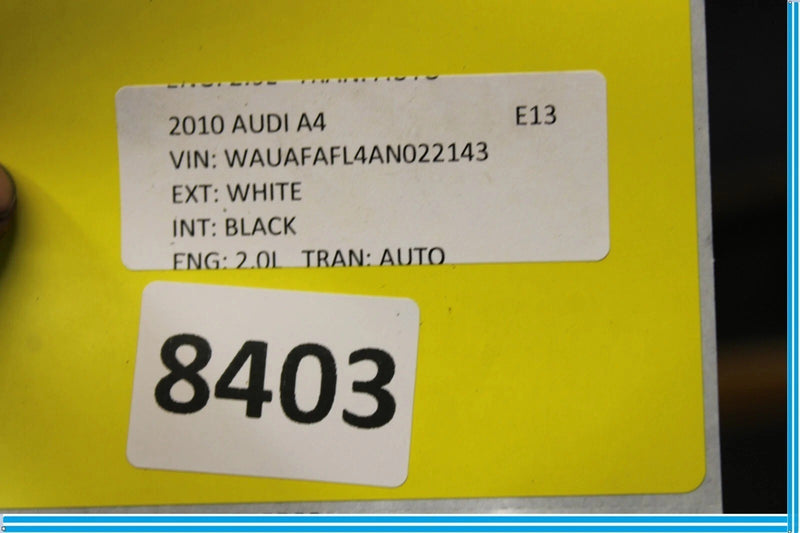 2010 AUDI A4 E13
VIN: WAUAFAFL4AN022143
EXT: WHITE
INT: BLACK
ENG: 2.0L TRAN: AUTO
8403